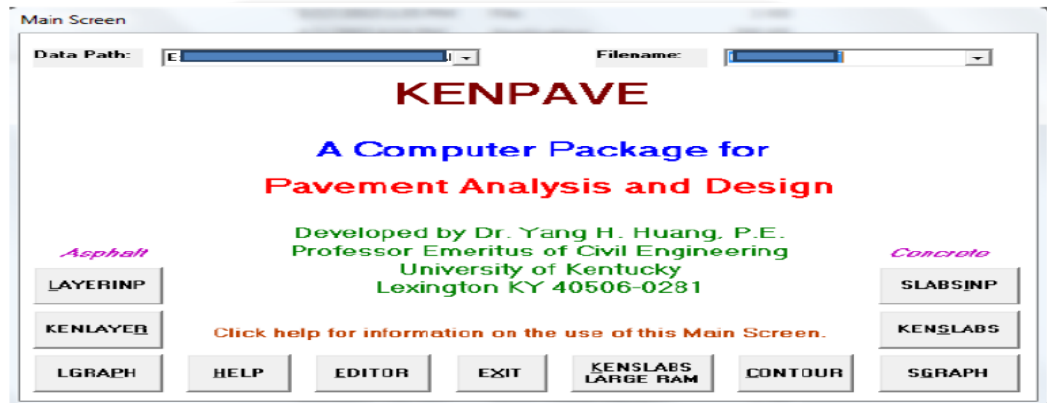 Main Screen
Data Path: E
Filename:
KENPAVE
A Computer Package for
Pavement Analysis and Design
Developed by Dr. Yang H. Huang, P.E.
Professor Emeritus of Civil Engineering
University of Kentucky
Lexington KY 40506-0281
Asphalt
Concrete
LAYERINP
SLABSINP
KENLAYER
Click help for information on the use of this Main Screen.
KENSLABS
LGRAPH
HELP
EDITOR
EXIT
KENSLABS
LARGE RAM
CONTOUR
SGRAPH